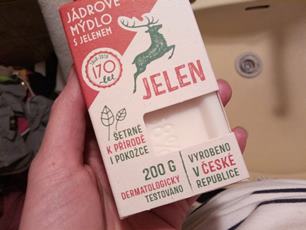 JÁDROVÉ
MÝDLO
S JELENEM
170
let
JELEN
ŠETRNÉ
K PŘÍRODĚ
I POKOŽCE
200 G
DERMATOLOGICKY
TESTOVÁNO
VYROBENO
V ČESKÉ
REPUBLICE